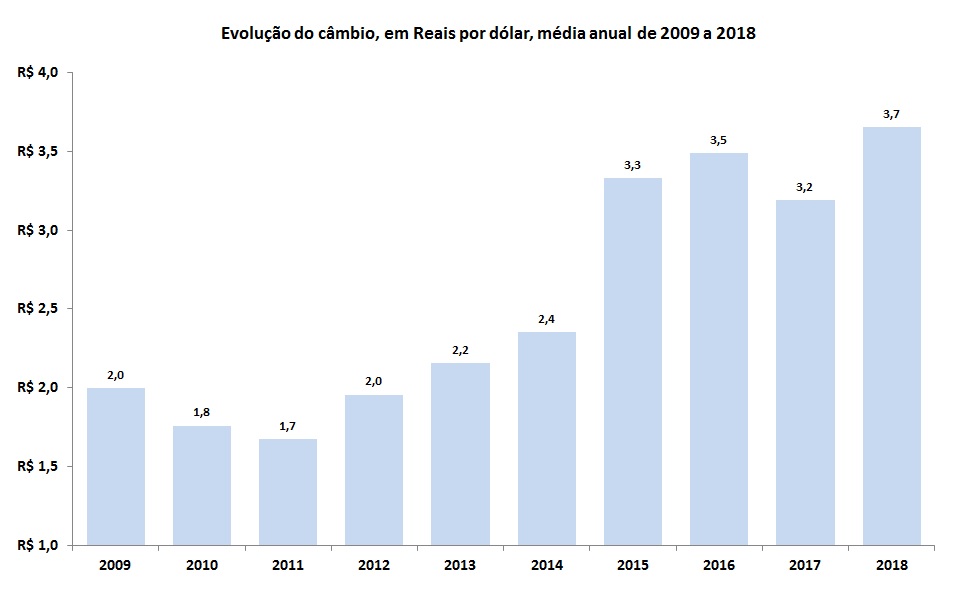 Evolução do câmbio, em Reais por dólar, média anual de 2009 a 2018
R$ 4,0
R$ 3,5
R$ 3,0
R$ 2,5
R$ 2,0
R$ 1,5
R$ 1,0
2,0
1,8
1,7
2,0
2,2
2,4
3,3
3,5
3,2
3,7
2009 2010 2011 2012 2013 2014 2015 2016 2017 2018